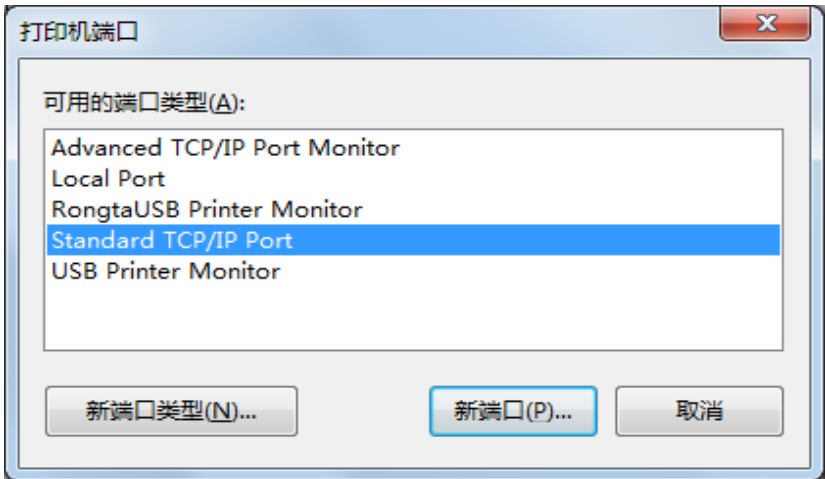 打印机端口
可用的端口类型(A):
Advanced TCP/IP Port Monitor
Local Port
RongtaUSB Printer Monitor
Standard TCP/IP Port
USB Printer Monitor
新端口类型(N)... 新端口(P)... 取消